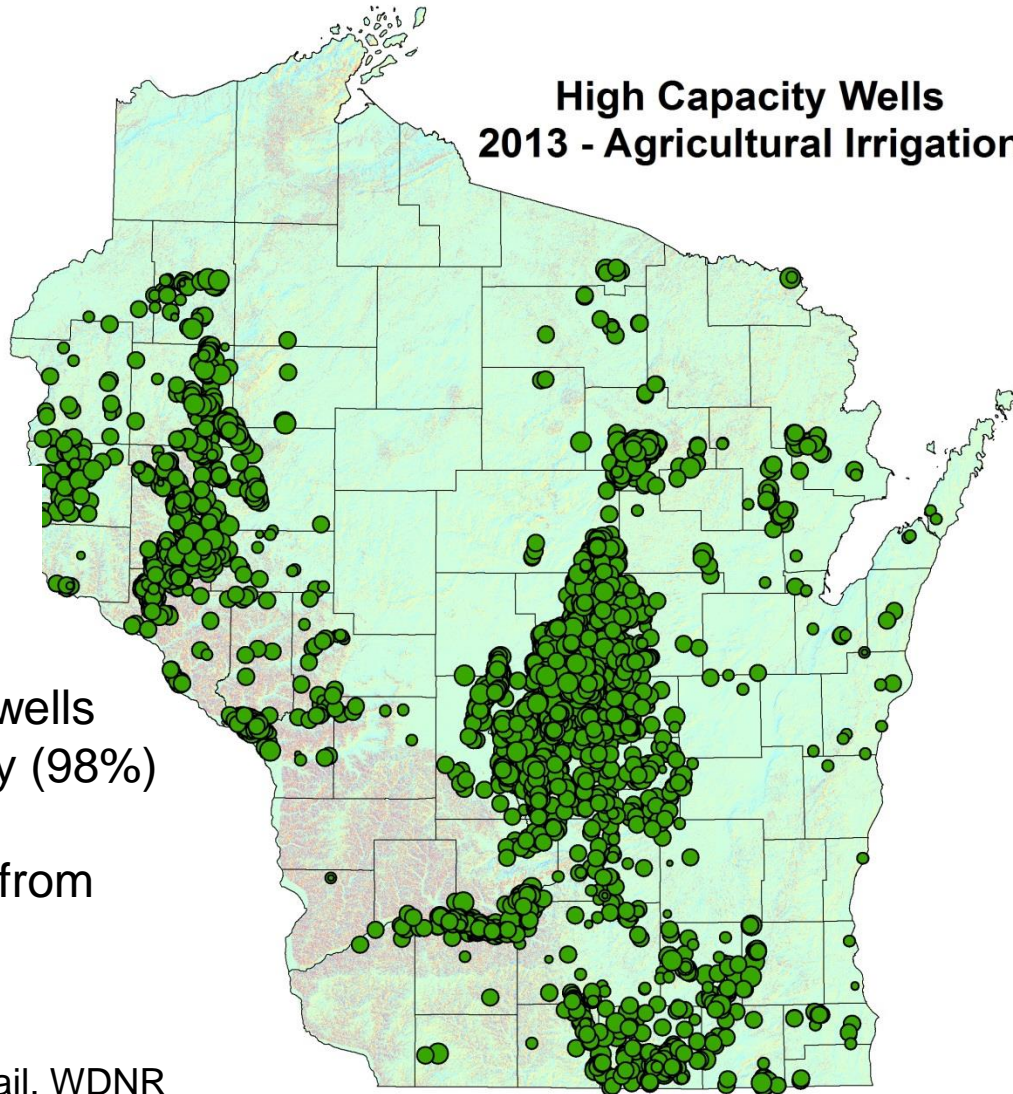 High Capacity Wells
2013 - Agricultural Irrigation
wells
y (98%)
from
ail, WDNR